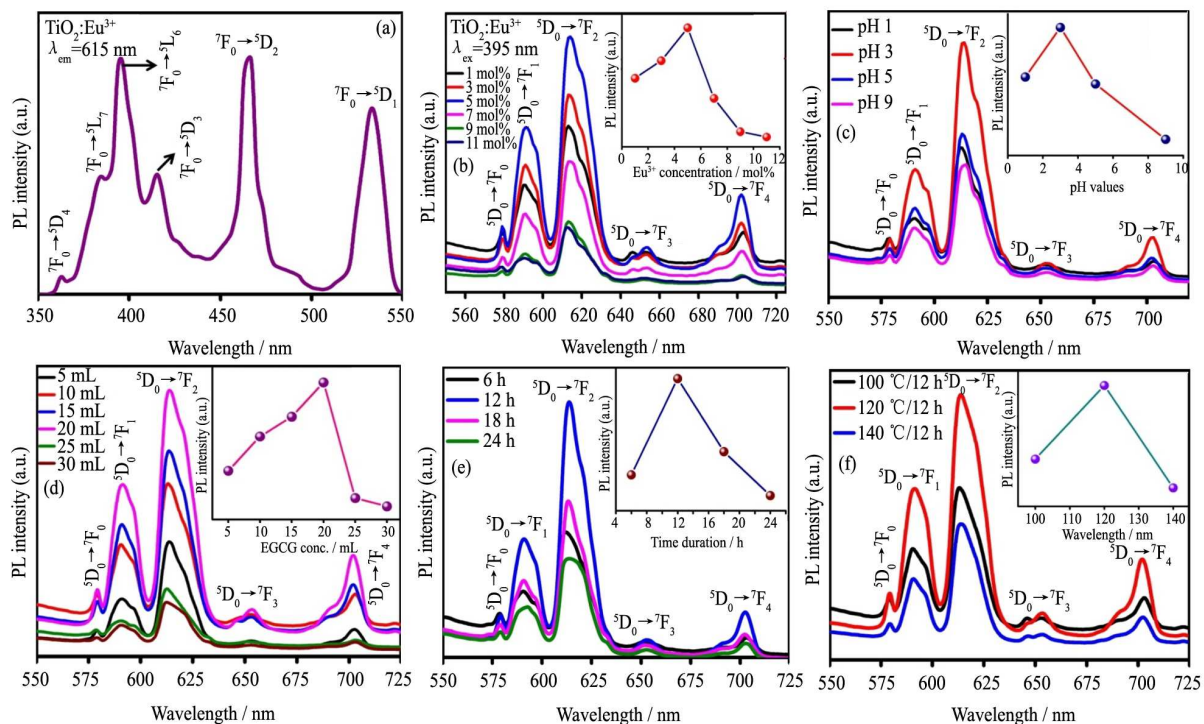 TiO₂:Eu³⁺
λem=615 nm
(a)
⁷F₀→⁵D₄
⁷F₀→⁵L₇
⁷F₀→⁵L₆
⁷F₀→⁵D₃
⁷F₀→⁵D₂
⁷F₀→⁵D₁
PL intensity (a.u.)
350 400 450 500 550
Wavelength / nm
TiO₂:Eu³⁺
λex=395 nm
1 mol%
3 mol%
5 mol%
7 mol%
9 mol%
11 mol%
(b)
⁵D₀→⁷F₀
⁵D₀→⁷F₁
⁵D₀→⁷F₂
⁵D₀→⁷F₃
⁵D₀→⁷F₄
PL intensity (a.u.)
0 2 4 6 8 10 12
Eu³⁺ concentration / mol%
PL intensity (a.u.)
560 580 600 620 640 660 680 700 720
Wavelength / nm
pH 1
pH 3
pH 5
pH 9
(c)
⁵D₀→⁷F₀
⁵D₀→⁷F₁
⁵D₀→⁷F₂
⁵D₀→⁷F₃
⁵D₀→⁷F₄
PL intensity (a.u.)
0 2 4 6 8 10
pH values
PL intensity (a.u.)
550 575 600 625 650 675 700
Wavelength / nm
5 mL
10 mL
15 mL
20 mL
25 mL
30 mL
(d)
⁵D₀→⁷F₀
⁵D₀→⁷F₁
⁵D₀→⁷F₂
⁵D₀→⁷F₃
⁵D₀→⁷F₄
PL intensity (a.u.)
5 10 15 20 25 30
EGCG conc. / mL
PL intensity (a.u.)
550 575 600 625 650 675 700 725
Wavelength / nm
6 h
12 h
18 h
24 h
(e)
⁵D₀→⁷F₀
⁵D₀→⁷F₁
⁵D₀→⁷F₂
⁵D₀→⁷F₃
⁵D₀→⁷F₄
PL intensity (a.u.)
4 8 12 16 20 24
Time duration / h
PL intensity (a.u.)
550 575 600 625 650 675 700 725
Wavelength / nm
100 ℃/12 h
120 ℃/12 h
140 ℃/12 h
(f)
⁵D₀→⁷F₀
⁵D₀→⁷F₁
⁵D₀→⁷F₂
⁵D₀→⁷F₃
⁵D₀→⁷F₄
PL intensity (a.u.)
100 110 120 130 140
Wavelength / nm
PL intensity (a.u.)
550 575 600 625 650 675 700 725
Wavelength / nm